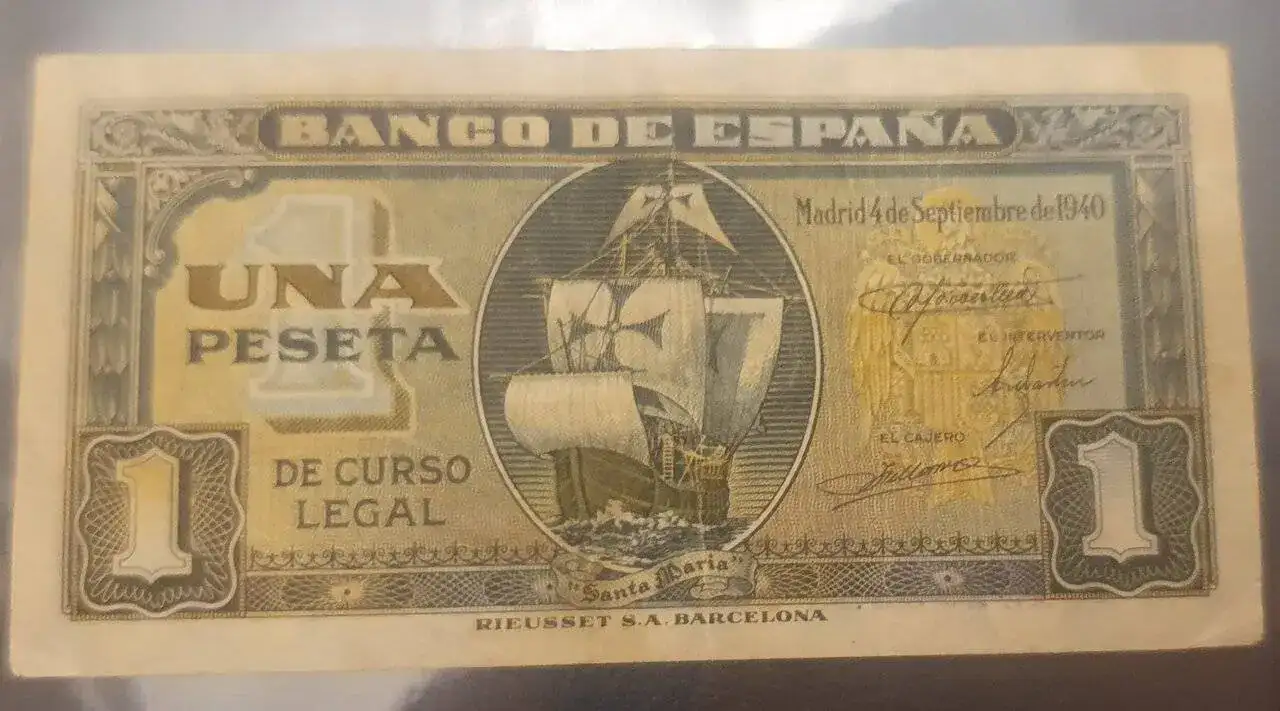 BANCO DE ESPAÑA
1
UNA
PESETA
DE CURSO
LEGAL
Madrid 4 de Septiembre de 1940
EL GOBERNADOR
EL INTERVENTOR
EL CAJERO
1
1
"Santa Maria"
RIEUSSET S.A. BARCELONA